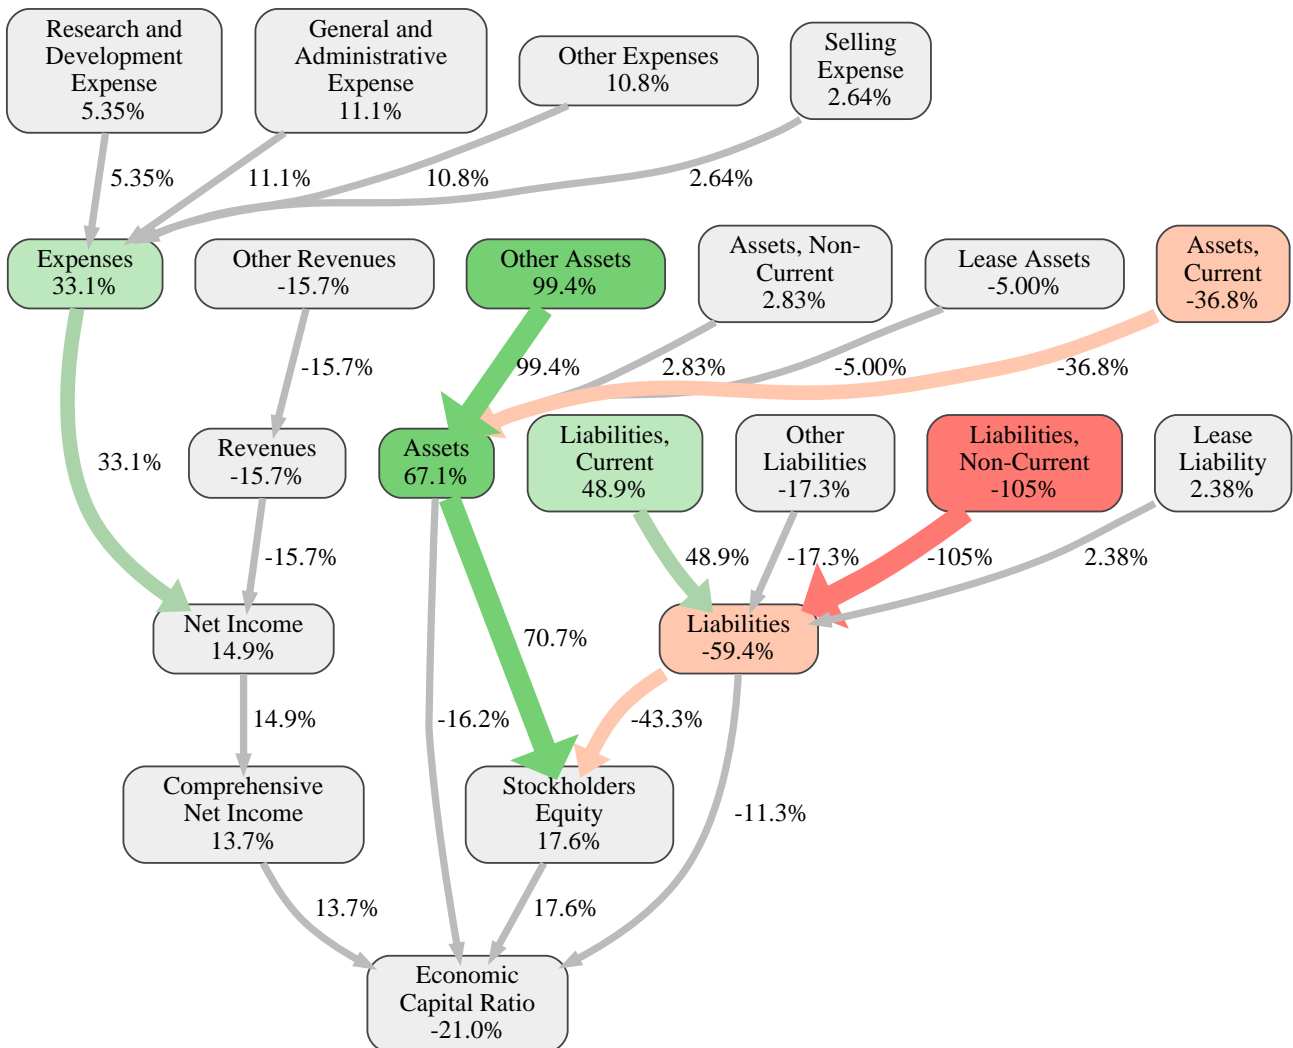 Research and
Development
Expense
5.35%
General and
Administrative
Expense
11.1%
Other Expenses
10.8%
Selling
Expense
2.64%
5.35%
11.1%
10.8%
2.64%
Expenses
33.1%
Other Revenues
-15.7%
Other Assets
99.4%
Assets, Non-
Current
2.83%
Lease Assets
-5.00%
Assets,
Current
-36.8%
-15.7%
99.4%
2.83%
-5.00%
-36.8%
33.1%
Revenues
-15.7%
Assets
67.1%
Liabilities,
Current
48.9%
Other
Liabilities
-17.3%
Liabilities,
Non-Current
-105%
Lease
Liability
2.38%
-15.7%
48.9%
-17.3%
-105%
2.38%
Net Income
14.9%
70.7%
Liabilities
-59.4%
14.9%
-16.2%
-43.3%
Comprehensive
Net Income
13.7%
Stockholders
Equity
17.6%
-11.3%
13.7%
17.6%
Economic
Capital Ratio
-21.0%